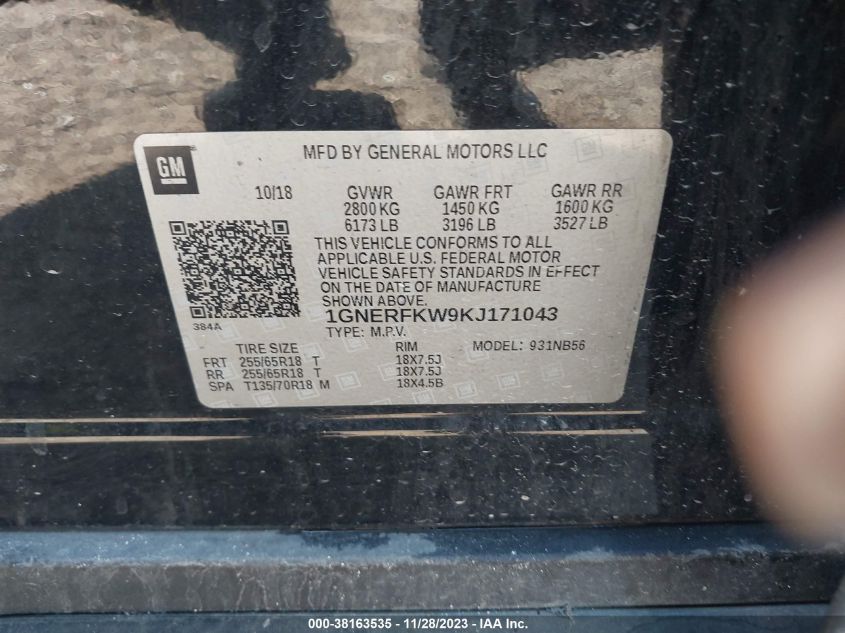 GM
MFD BY GENERAL MOTORS LLC
10/18 GVWR GAWR FRT GAWR RR
2800 KG 1450 KG 1600 KG
6173 LB 3196 LB 3527 LB
THIS VEHICLE CONFORMS TO ALL
APPLICABLE U.S. FEDERAL MOTOR
VEHICLE SAFETY STANDARDS IN EFFECT
ON THE DATE OF MANUFACTURE
SHOWN ABOVE.
384A
1GNERFKW9KJ171043
TYPE: M.P.V.
TIRE SIZE RIM MODEL: 931NB56
FRT 255/65R18 T 18X7.5J
RR 255/65R18 T 18X7.5J
SPA T135/70R18 M 18X4.5B
000-38163535 - 11/28/2023 - IAA Inc.